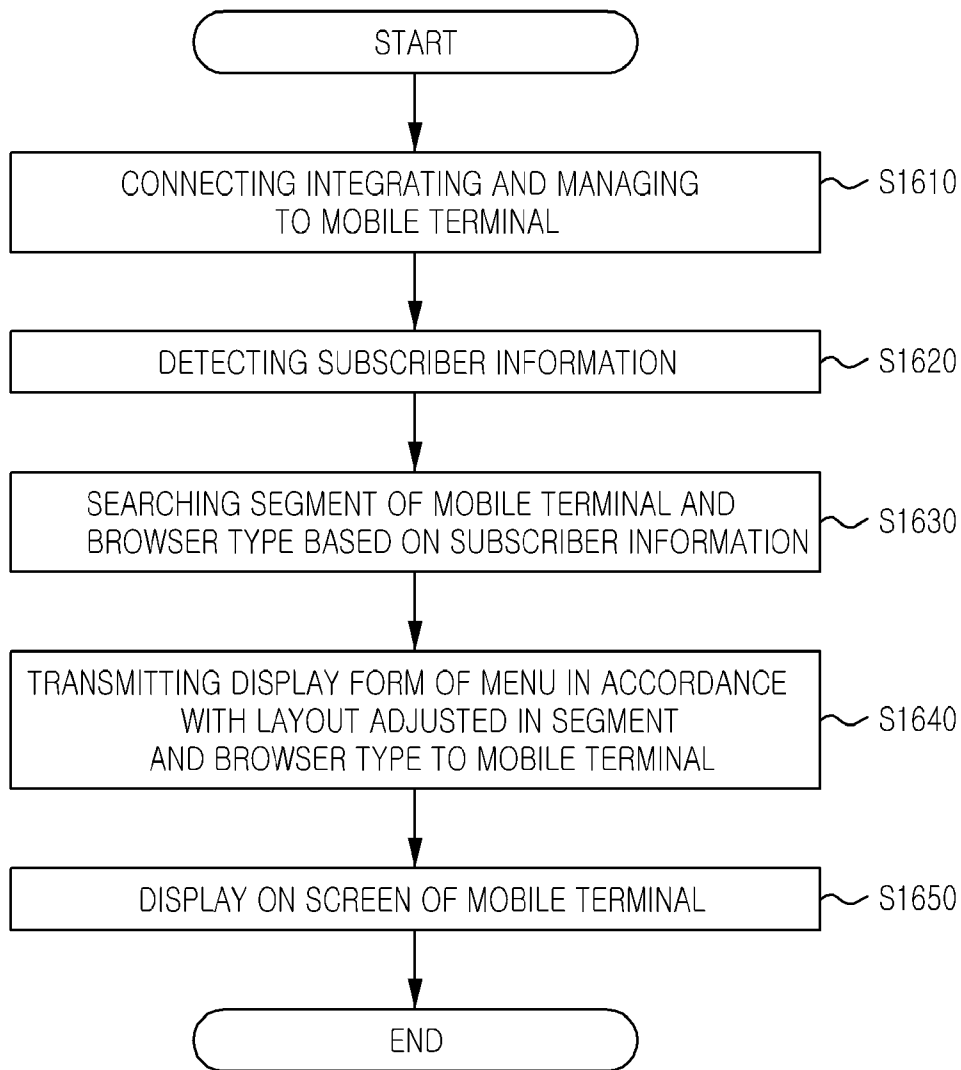 START
CONNECTING INTEGRATING AND MANAGING
TO MOBILE TERMINAL
S1610
DETECTING SUBSCRIBER INFORMATION
S1620
SEARCHING SEGMENT OF MOBILE TERMINAL AND
BROWSER TYPE BASED ON SUBSCRIBER INFORMATION
S1630
TRANSMITTING DISPLAY FORM OF MENU IN ACCORDANCE
WITH LAYOUT ADJUSTED IN SEGMENT
AND BROWSER TYPE TO MOBILE TERMINAL
S1640
DISPLAY ON SCREEN OF MOBILE TERMINAL
S1650
END